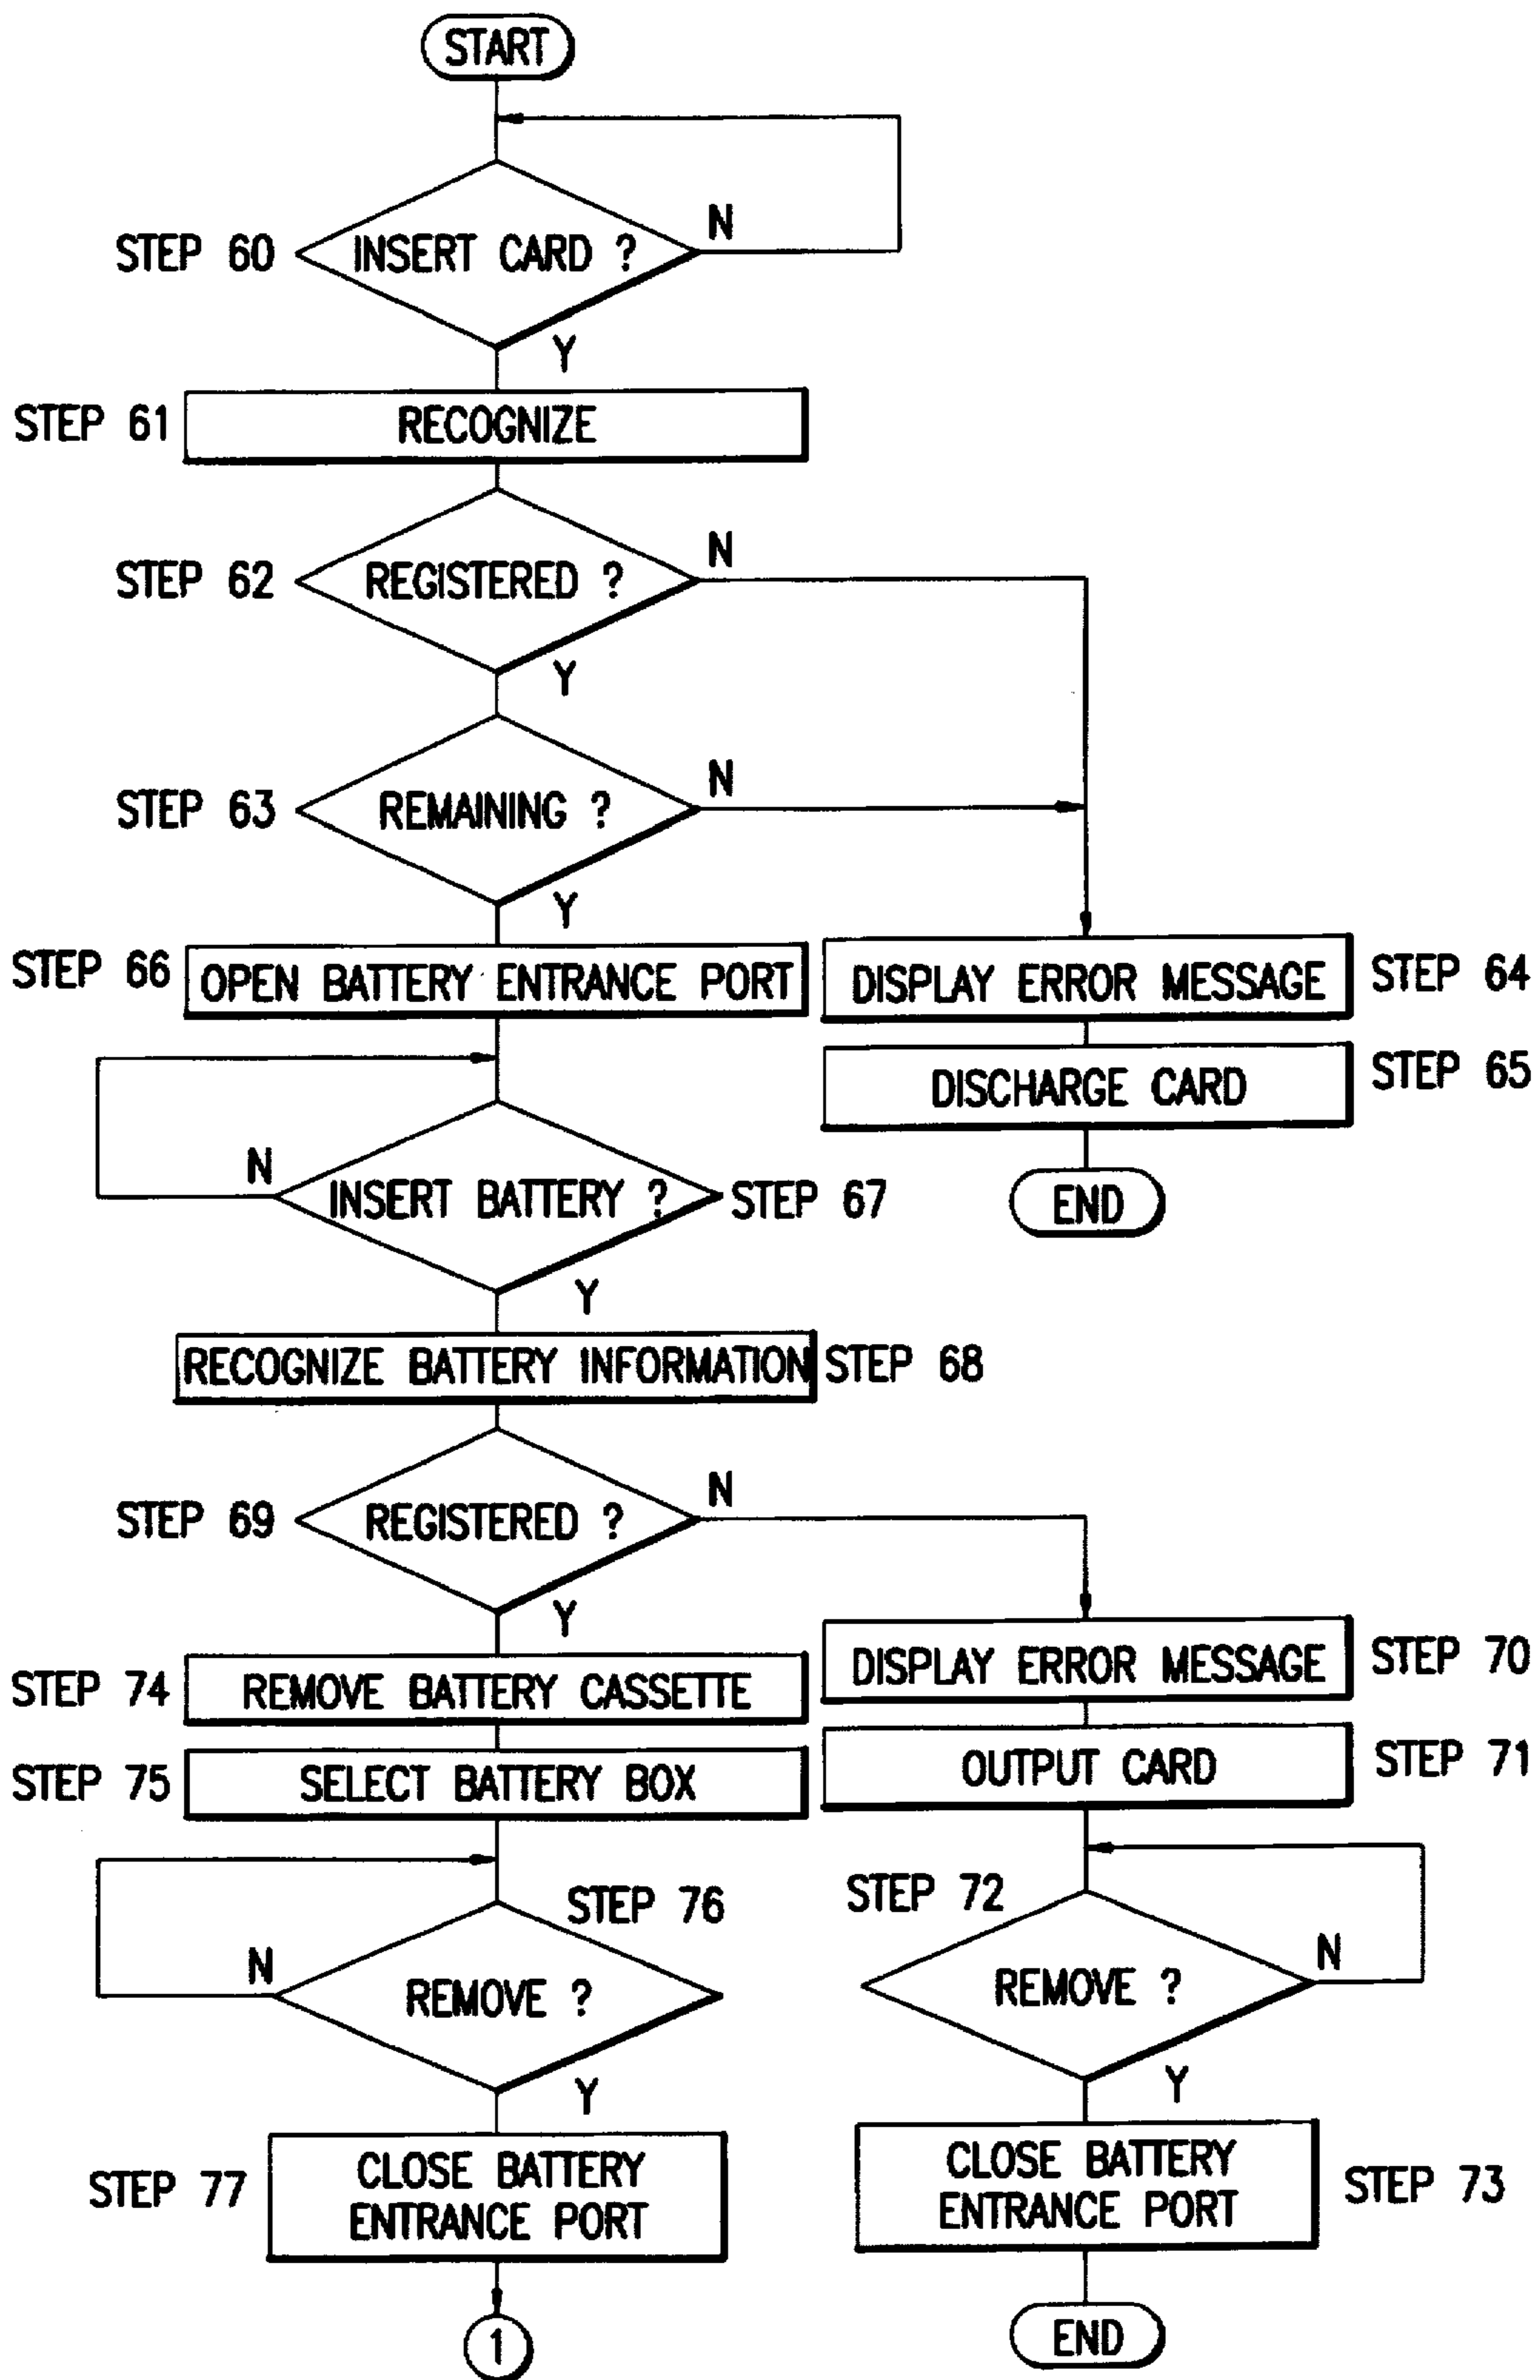 START
STEP 60
INSERT CARD ?
N
Y
STEP 61
RECOGNIZE
STEP 62
REGISTERED ?
N
Y
STEP 63
REMAINING ?
N
Y
STEP 66
OPEN BATTERY ENTRANCE PORT
DISPLAY ERROR MESSAGE
STEP 64
DISCHARGE CARD
STEP 65
END
N
INSERT BATTERY ?
STEP 67
Y
RECOGNIZE BATTERY INFORMATION
STEP 68
STEP 69
REGISTERED ?
N
Y
STEP 74
REMOVE BATTERY CASSETTE
DISPLAY ERROR MESSAGE
STEP 70
STEP 75
SELECT BATTERY BOX
OUTPUT CARD
STEP 71
STEP 76
N
REMOVE ?
Y
STEP 72
REMOVE ?
N
Y
STEP 77
CLOSE BATTERY
ENTRANCE PORT
CLOSE BATTERY
ENTRANCE PORT
STEP 73
1
END